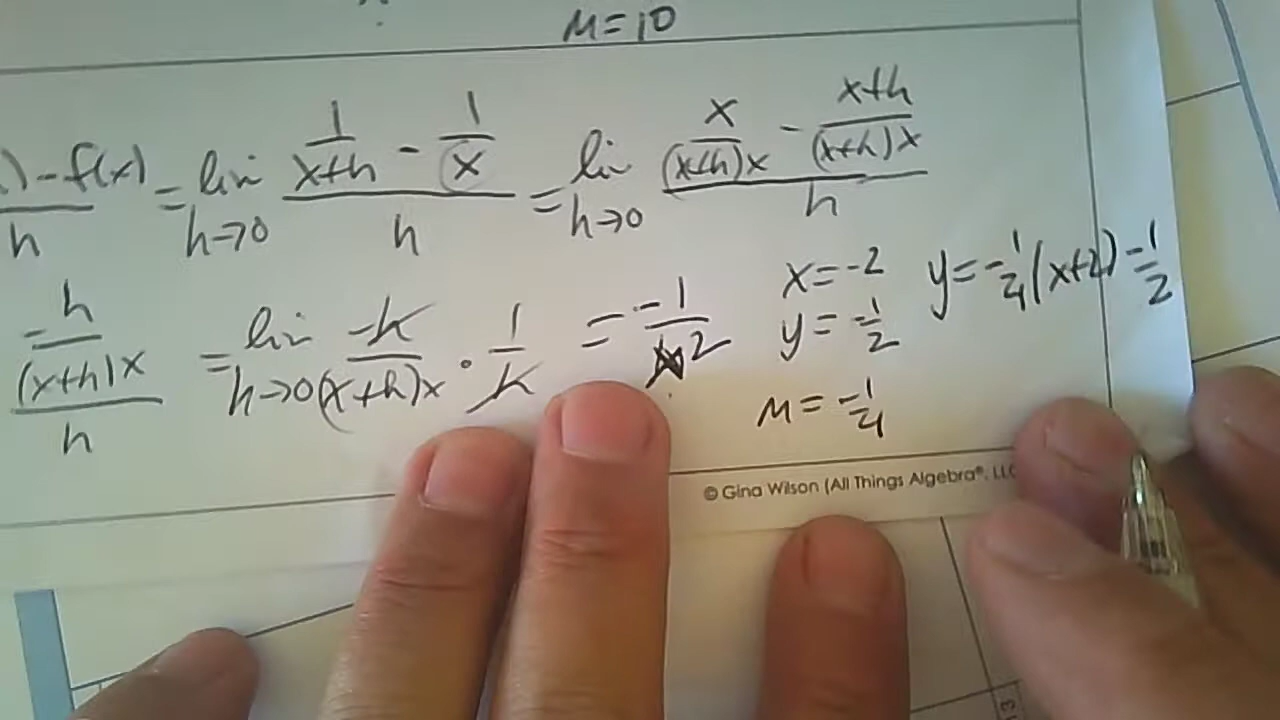 M=10
) - f(x) / h = lim h→0 (1/(x+h) - 1/(x)) / h = lim h→0 (x/((x+h)x) - (x+h)/((x+h)x)) / h
(-h/((x+h)x)) / h = lim h→0 -h/((x+h)x) · 1/h = -1/x² x=-2 y=-1/4(x+2)-1/2
y=-1/2
M=-1/4
© Gina Wilson (All Things Algebra®, LLC
13